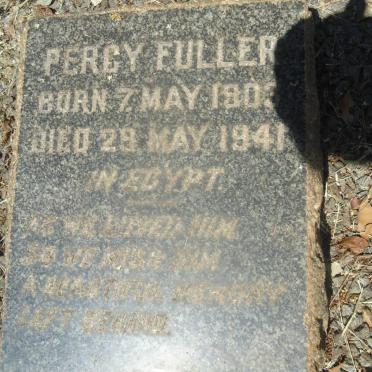 PERCY FULLER
BORN 7 MAY
DIED 29 MAY 1941
IN EGYPT.
AS WE LOVED HIM
SO WE MISS HIM
A BEAUTIFUL MEMORY
LEFT BEHIND.